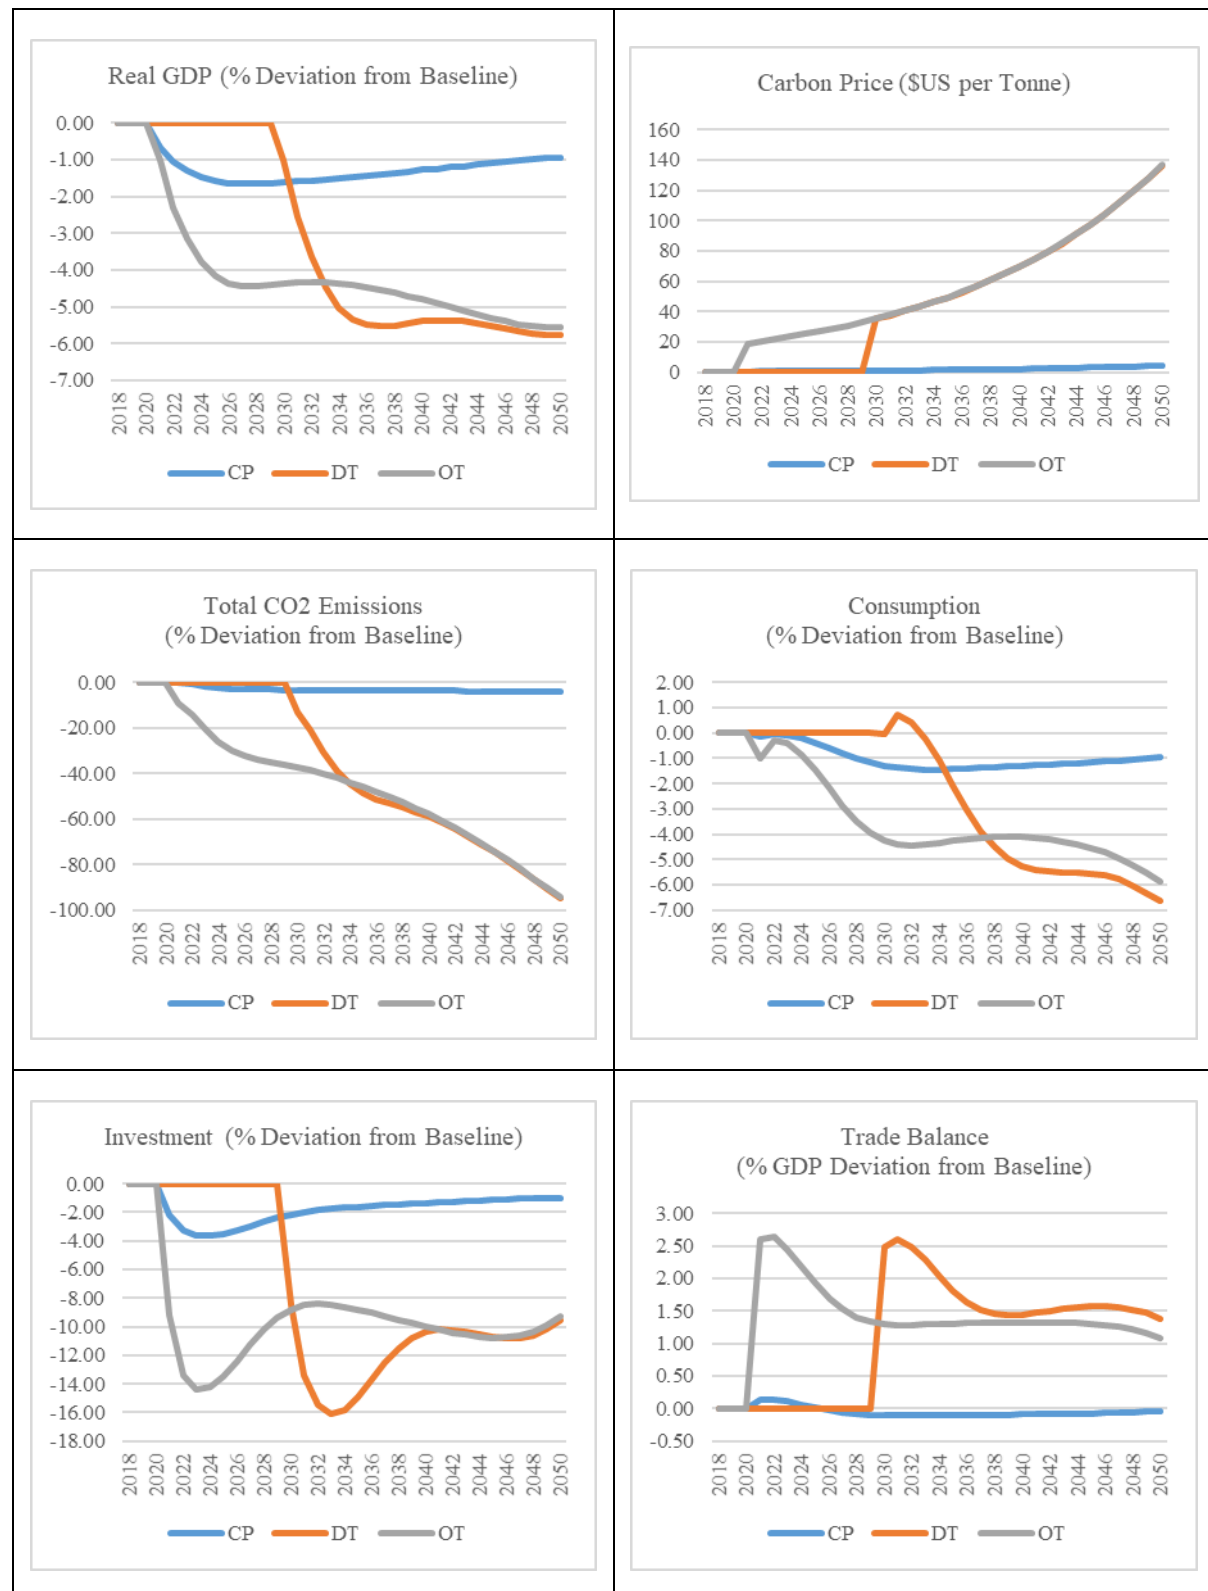 Real GDP (% Deviation from Baseline)
0.00
-1.00
-2.00
-3.00
-4.00
-5.00
-6.00
-7.00
2018 2020 2022 2024 2026 2028 2030 2032 2034 2036 2038 2040 2042 2044 2046 2048 2050
CP DT OT
Carbon Price ($US per Tonne)
160
140
120
100
80
60
40
20
0
2018 2020 2022 2024 2026 2028 2030 2032 2034 2036 2038 2040 2042 2044 2046 2048 2050
CP DT OT
Total CO2 Emissions
(% Deviation from Baseline)
0.00
-20.00
-40.00
-60.00
-80.00
-100.00
2018 2020 2022 2024 2026 2028 2030 2032 2034 2036 2038 2040 2042 2044 2046 2048 2050
CP DT OT
Consumption
(% Deviation from Baseline)
2.00
1.00
0.00
-1.00
-2.00
-3.00
-4.00
-5.00
-6.00
-7.00
2018 2020 2022 2024 2026 2028 2030 2032 2034 2036 2038 2040 2042 2044 2046 2048 2050
CP DT OT
Investment (% Deviation from Baseline)
0.00
-2.00
-4.00
-6.00
-8.00
-10.00
-12.00
-14.00
-16.00
-18.00
2018 2020 2022 2024 2026 2028 2030 2032 2034 2036 2038 2040 2042 2044 2046 2048 2050
CP DT OT
Trade Balance
(% GDP Deviation from Baseline)
3.00
2.50
2.00
1.50
1.00
0.50
0.00
-0.50
2018 2020 2022 2024 2026 2028 2030 2032 2034 2036 2038 2040 2042 2044 2046 2048 2050
CP DT OT